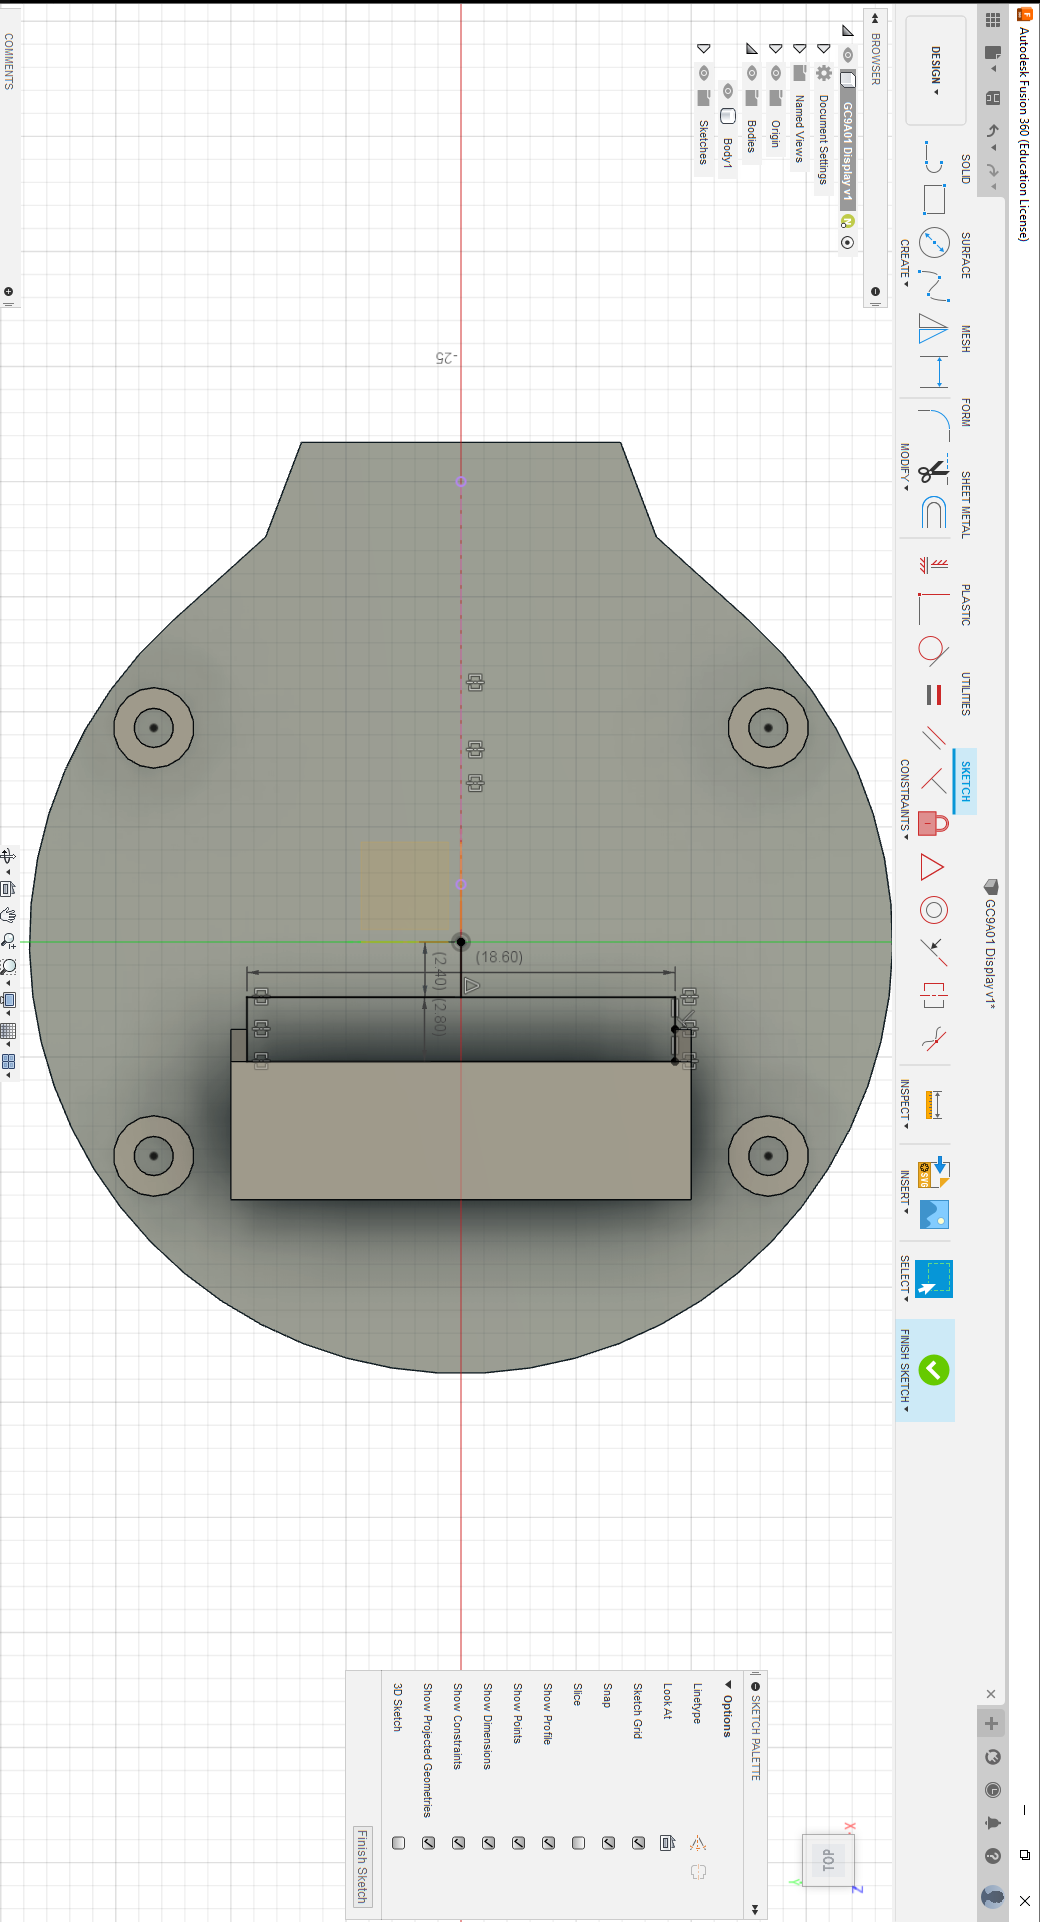 Autodesk Fusion 360 (Education License)
GC9A01 Display v1*
DESIGN
SOLID
SURFACE
MESH
FORM
SHEET METAL
PLASTIC
UTILITIES
SKETCH
CREATE
MODIFY
CONSTRAINTS
INSPECT
INSERT
SELECT
FINISH SKETCH
SVG
BROWSER
GC9A01 Display v1
Document Settings
Named Views
Origin
Bodies
Body1
Sketches
-25
(18.60)
(2.40)
(2.80)
TOP
X
Y
Z
SKETCH PALETTE
Options
Linetype
Look At
Sketch Grid
Snap
Slice
Show Profile
Show Points
Show Dimensions
Show Constraints
Show Projected Geometries
3D Sketch
Finish Sketch
COMMENTS